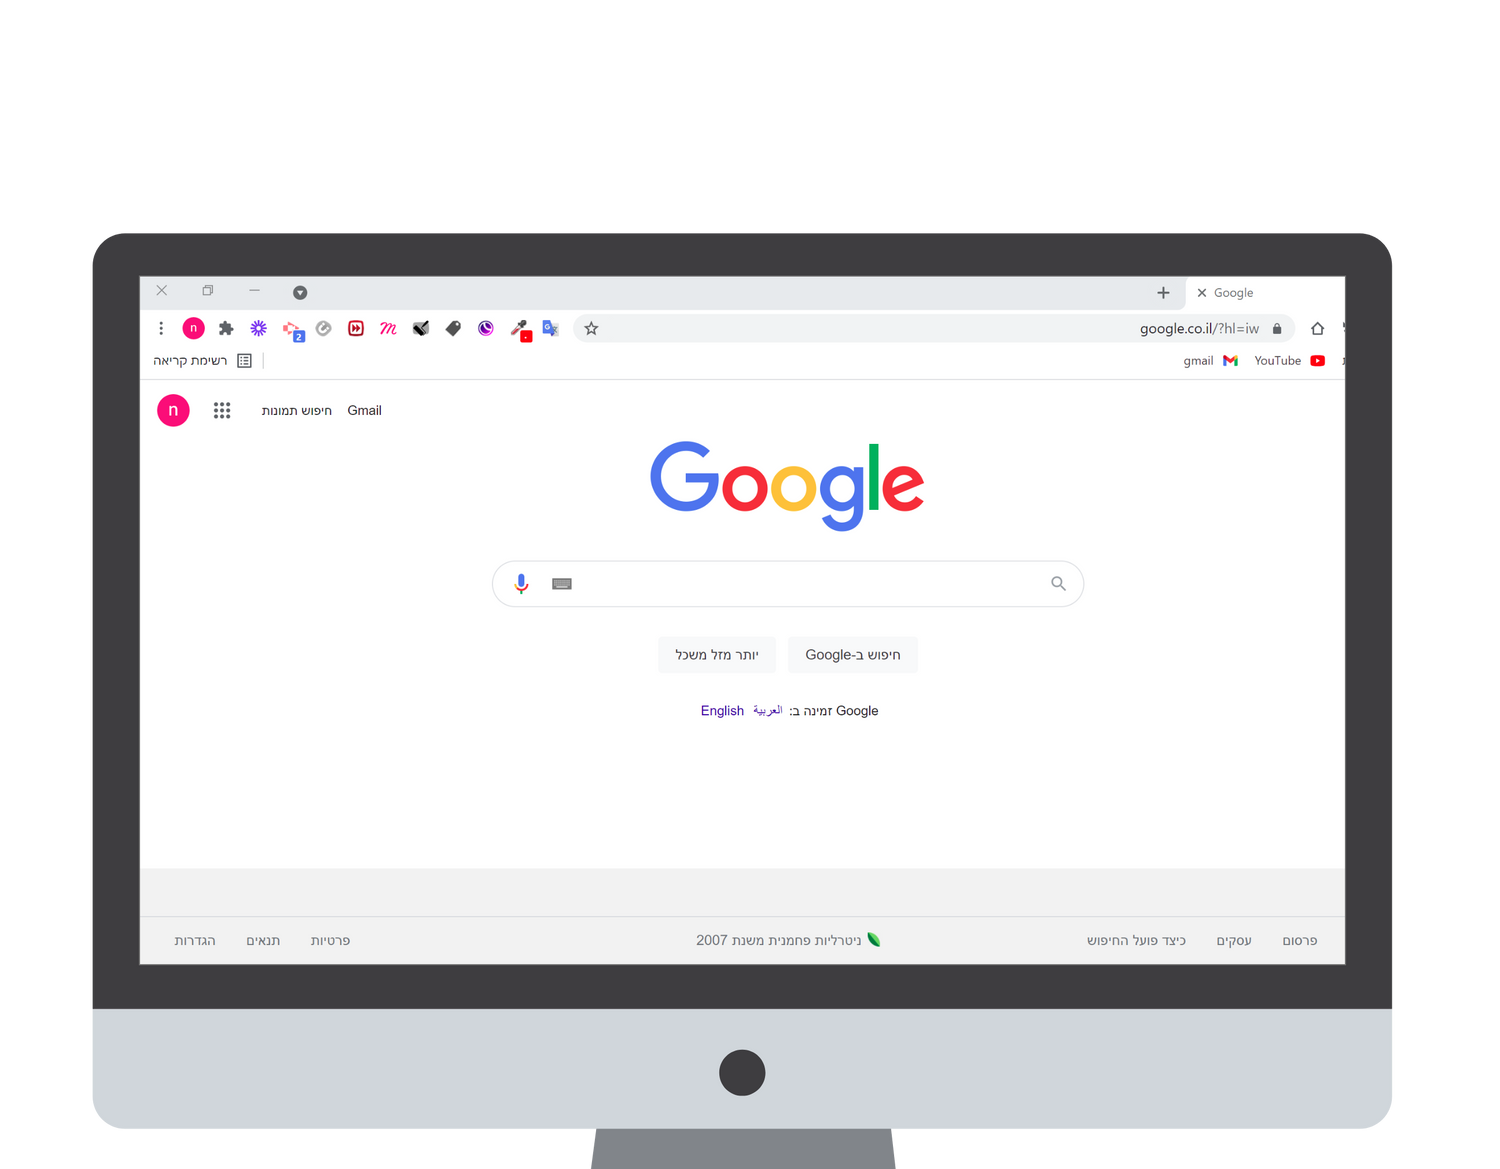 Google
google.co.il/?hl=iw
YouTube gmail רשימת קריאה
n
2
Gmail חיפוש תמונות
n
Google
חיפוש ב-Google יותר מזל משכל
Google זמינה ב: العربية English
פרסום עסקים כיצד פועל החיפוש ניטרליות פחמנית משנת 2007 פרטיות תנאים הגדרות